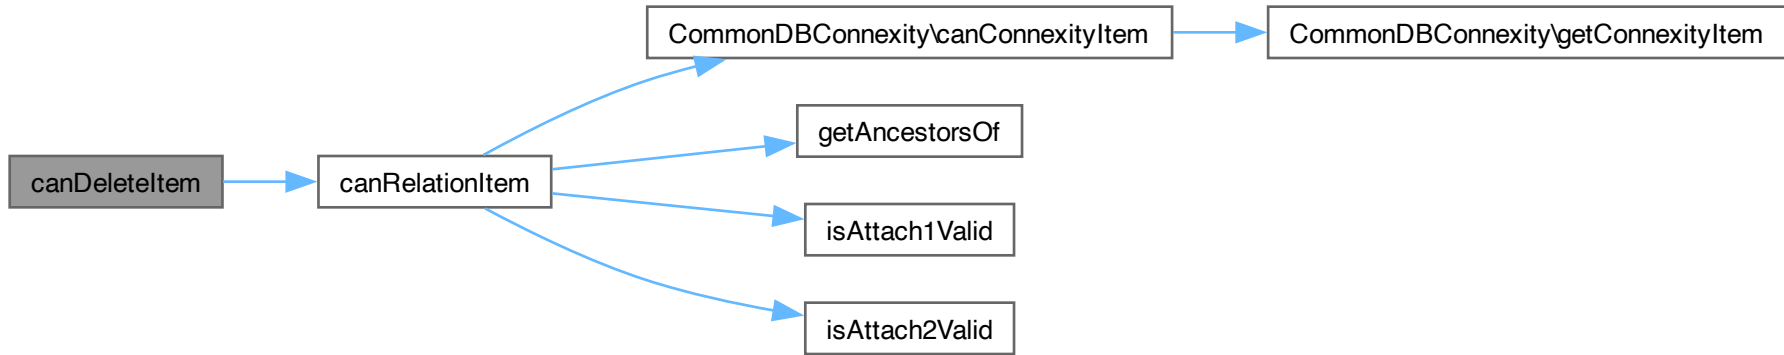 CommonDBConnexity\canConnexityItem
CommonDBConnexity\getConnexityItem
getAncestorsOf
canDeleteItem
canRelationItem
isAttach1Valid
isAttach2Valid